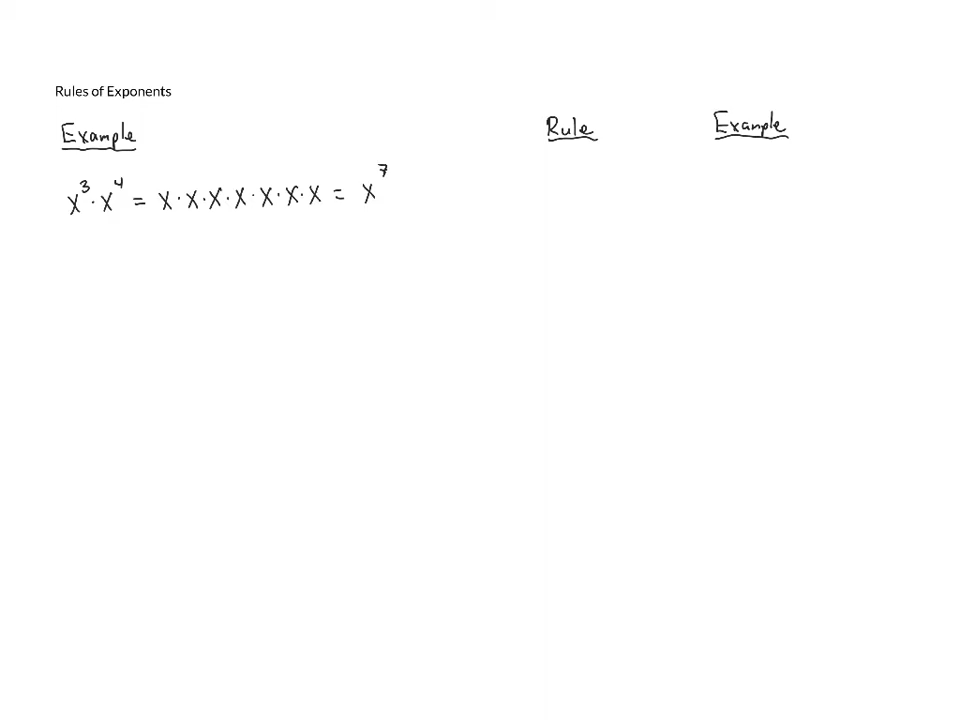 Rules of Exponents
Example Rule Example
x³ · x⁴ = x · x · x · x · x · x · x = x⁷